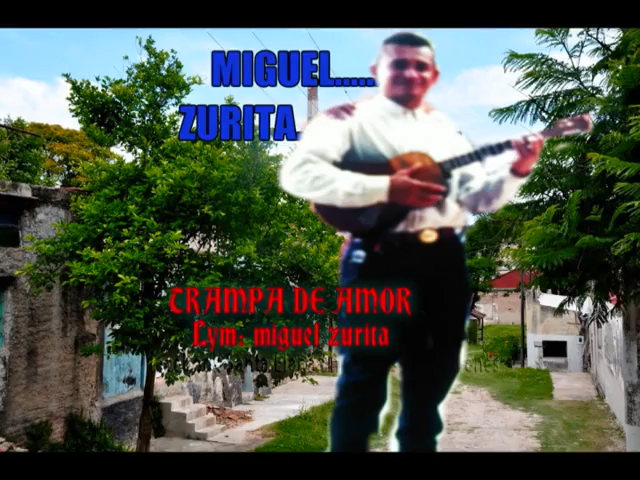 MIGUEL.....
ZURITA.
TRAMPA DE AMOR
Lym: miguel zurita